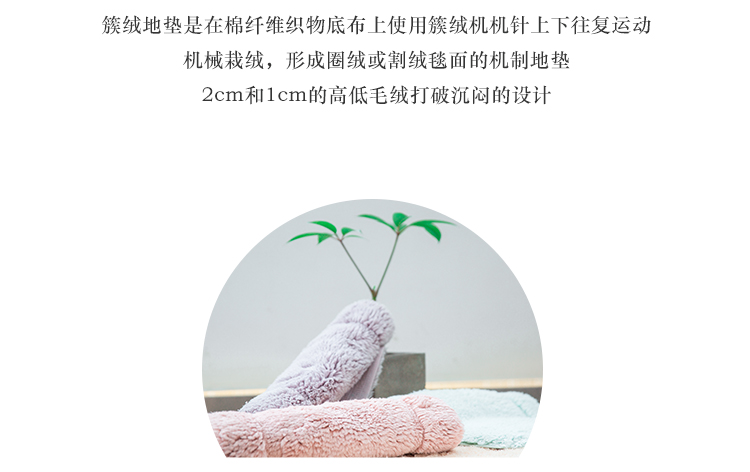 簇绒地垫是在棉纤维织物底布上使用簇绒机机针上下往复运动
机械栽绒，形成圈绒或割绒毯面的机制地垫
2cm和1cm的高低毛绒打破沉闷的设计